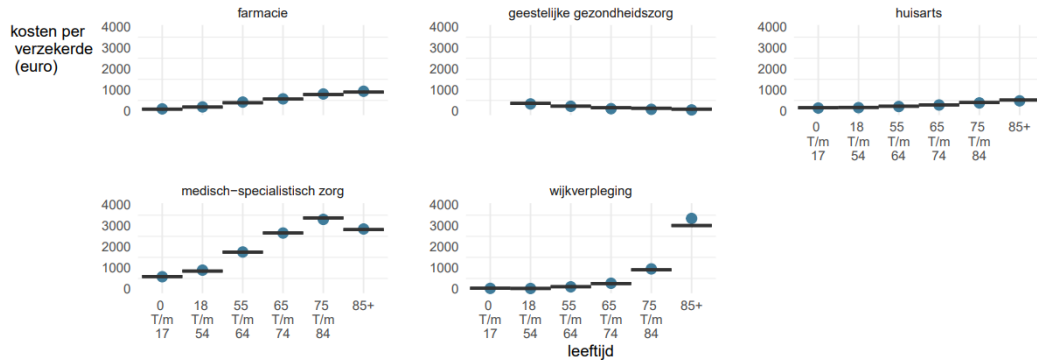 farmacie
geestelijke gezondheidszorg
huisarts
kosten per
verzekerde
(euro)
4000
3000
2000
1000
0
4000
3000
2000
1000
0
4000
3000
2000
1000
0
0 18 55 65 75 85+
T/m T/m T/m T/m T/m
17 54 64 74 84
medisch−specialistisch zorg
wijkverpleging
4000
3000
2000
1000
0
4000
3000
2000
1000
0
0 18 55 65 75 85+
T/m T/m T/m T/m T/m
17 54 64 74 84
0 18 55 65 75 85+
T/m T/m T/m T/m T/m
17 54 64 74 84
leeftijd